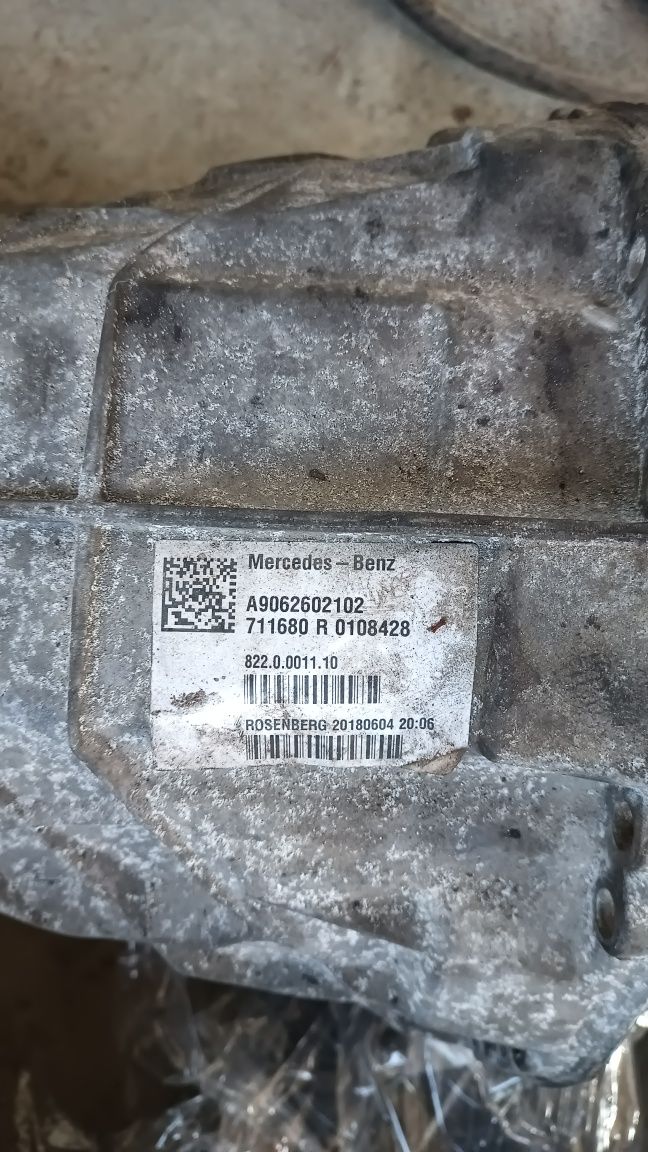 Mercedes – Benz
A9062602102
711680 R 0108428
822.0.0011.10
ROSENBERG 20180604 20:06